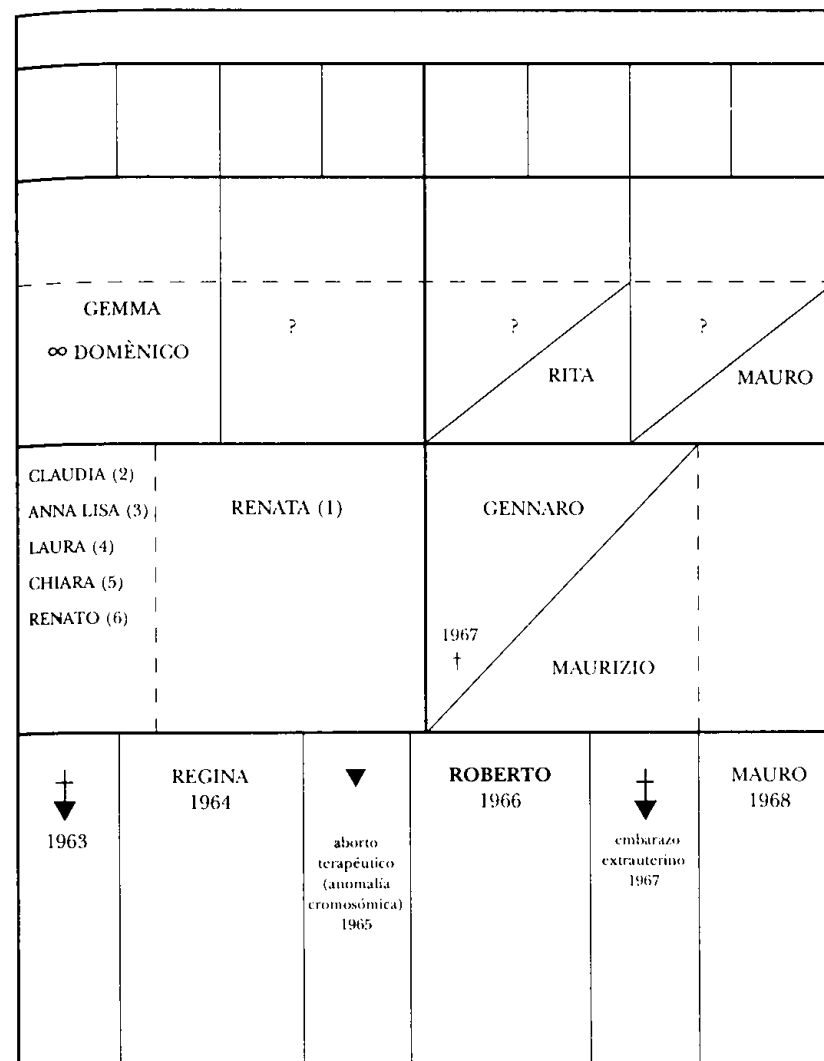 GEMMA
∞ DOMÈNICO
?
?
RITA
?
MAURO
CLAUDIA (2)
ANNA LISA (3)
LAURA (4)
CHIARA (5)
RENATO (6)
RENATA (1)
GENNARO
1967
†
MAURIZIO
1963
REGINA
1964
aborto
terapéutico
(anomalía
cromosómica)
1965
ROBERTO
1966
embarazo
extrauterino
1967
MAURO
1968